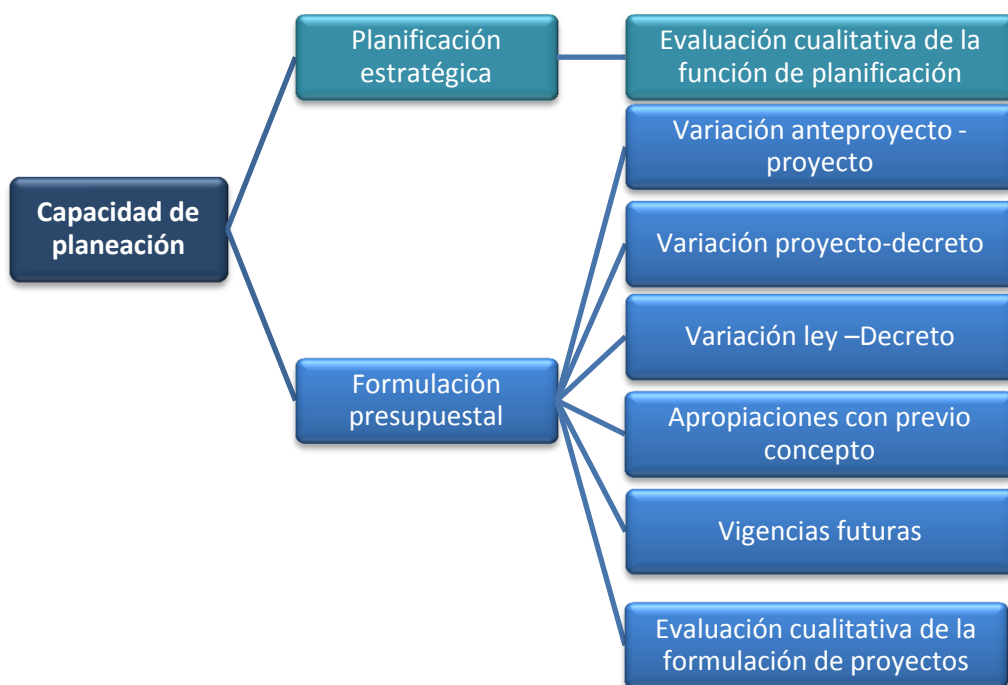 Planificación
estratégica
Evaluación cualitativa de la
función de planificación
Variación anteproyecto -
proyecto
Capacidad de
planeación
Variación proyecto-decreto
Variación ley –Decreto
Formulación
presupuestal
Apropiaciones con previo
concepto
Vigencias futuras
Evaluación cualitativa de la
formulación de proyectos